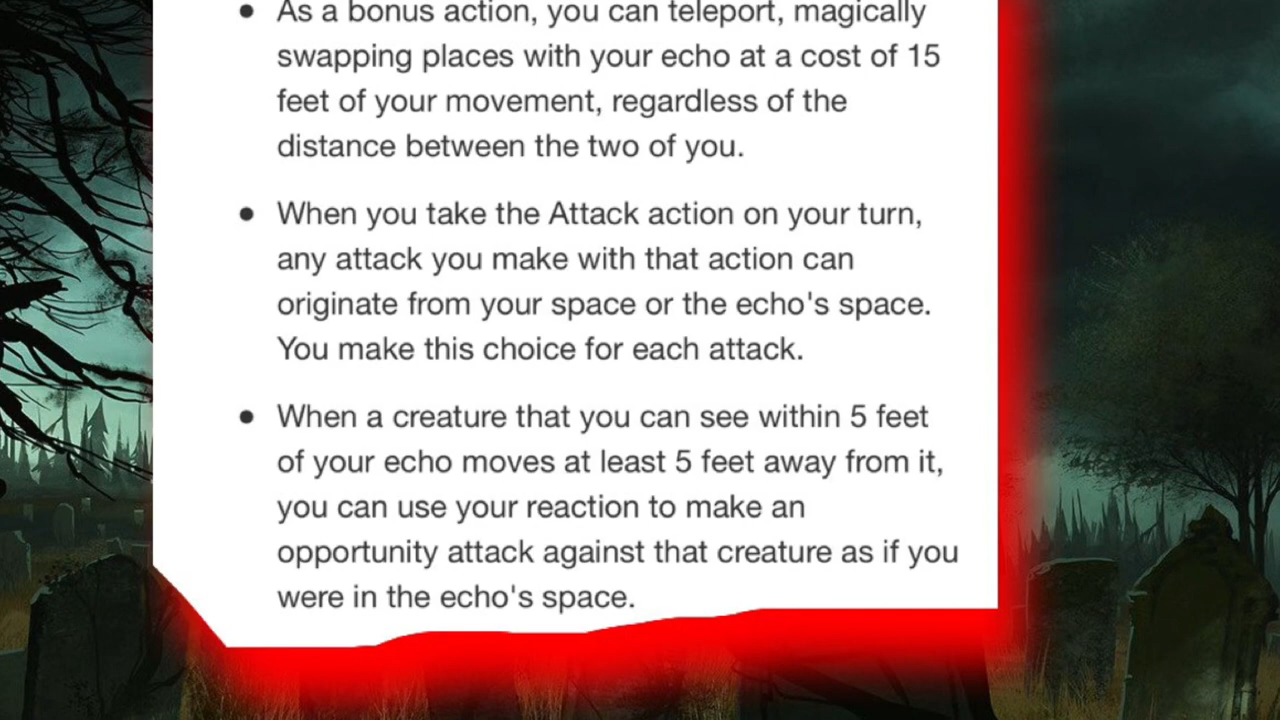 • As a bonus action, you can teleport, magically
swapping places with your echo at a cost of 15
feet of your movement, regardless of the
distance between the two of you.
• When you take the Attack action on your turn,
any attack you make with that action can
originate from your space or the echo's space.
You make this choice for each attack.
• When a creature that you can see within 5 feet
of your echo moves at least 5 feet away from it,
you can use your reaction to make an
opportunity attack against that creature as if you
were in the echo's space.